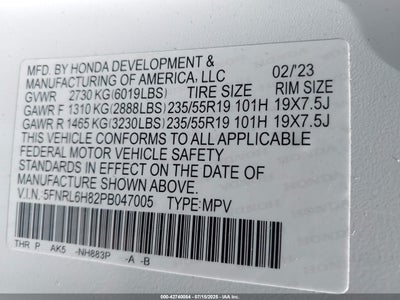 MFD. BY HONDA DEVELOPMENT &
MANUFACTURING OF AMERICA, LLC 02/'23
GVWR 2730 KG(6019LBS) TIRE SIZE RIM SIZE
GAWR F 1310 KG(2888LBS) 235/55R19 101H 19X7.5J
GAWR R 1465 KG(3230LBS) 235/55R19 101H 19X7.5J
THIS VEHICLE CONFORMS TO ALL APPLICABLE
FEDERAL MOTOR VEHICLE SAFETY
STANDARDS IN EFFECT ON THE DATE OF
MANUFACTURE SHOWN ABOVE.
V.I.N.:5FNRL6H82PB047005 TYPE:MPV
THR P AK5 -NH883P -A -B
00-42740084 / 07/15/2025 / IAA Inc.